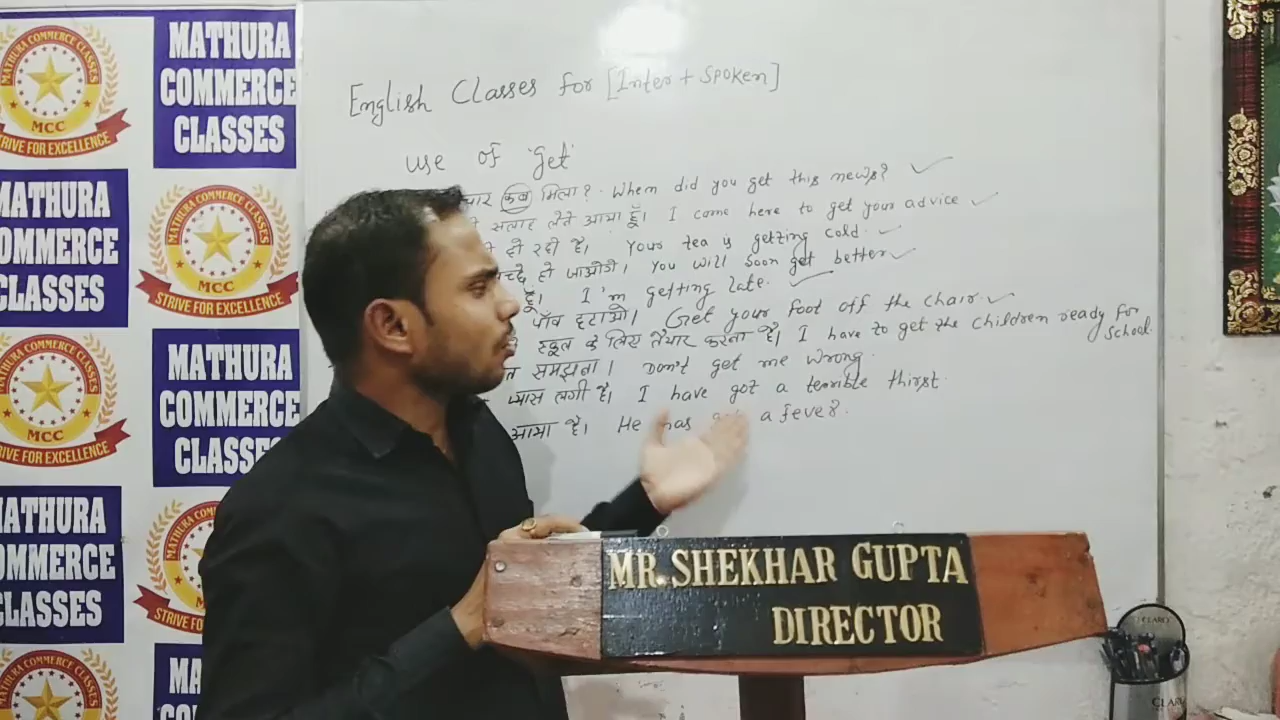 MATHURA COMMERCE CLASSES
MCC
STRIVE FOR EXCELLENCE
MATHURA
COMMERCE
CLASSES
English Classes for [Inter + Spoken]
use of 'get'
कब मिला? When did you get this news?
सलाह लेने आया हूँ। I come here to get your advice
हो रही है। Your tea is getting cold.
हो जाओगे। You will soon get better
हूँ। I'm getting late.
पाँव हटाओ। Get your foot off the chair.
स्कूल के लिए तैयार करना है। I have to get the children ready for
School.
समझना। Don't get me wrong.
प्यास लगी है। I have got a terrible thirst.
आया है। He has a fever.
MR. SHEKHAR GUPTA
DIRECTOR